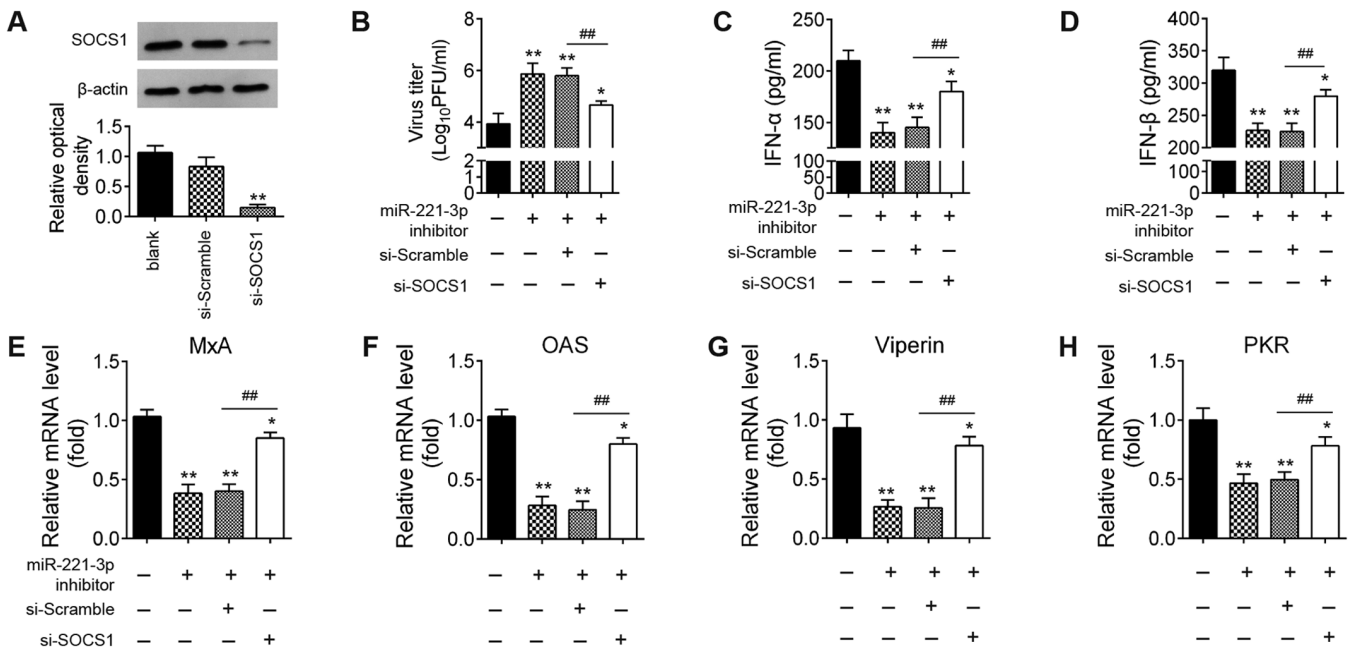 A
SOCS1
β-actin
Relative optical
density
1.5
1.0
0.5
0.0
**
blank
si-Scramble
si-SOCS1
B
Virus titer
(Log10PFU/ml)
8
6
4
2
0
**
**
##
*
miR-221-3p
inhibitor
– + + +
si-Scramble
– – + –
si-SOCS1
– – – +
C
IFN-α (pg/ml)
250
200
150
100
50
0
**
**
##
*
miR-221-3p
inhibitor
– + + +
si-Scramble
– – + –
si-SOCS1
– – – +
D
IFN-β (pg/ml)
400
350
300
250
200
100
0
**
**
##
*
miR-221-3p
inhibitor
– + + +
si-Scramble
– – + –
si-SOCS1
– – – +
E
MxA
Relative mRNA level
(fold)
1.5
1.0
0.5
0.0
**
**
##
*
miR-221-3p
inhibitor
– + + +
si-Scramble
– – + –
si-SOCS1
– – – +
F
OAS
Relative mRNA level
(fold)
1.5
1.0
0.5
0.0
**
**
##
*
– + + +
– – + –
– – – +
G
Viperin
Relative mRNA level
(fold)
1.5
1.0
0.5
0.0
**
**
##
*
– + + +
– – + –
– – – +
H
PKR
Relative mRNA level
(fold)
1.5
1.0
0.5
0.0
**
**
##
*
– + + +
– – + –
– – – +